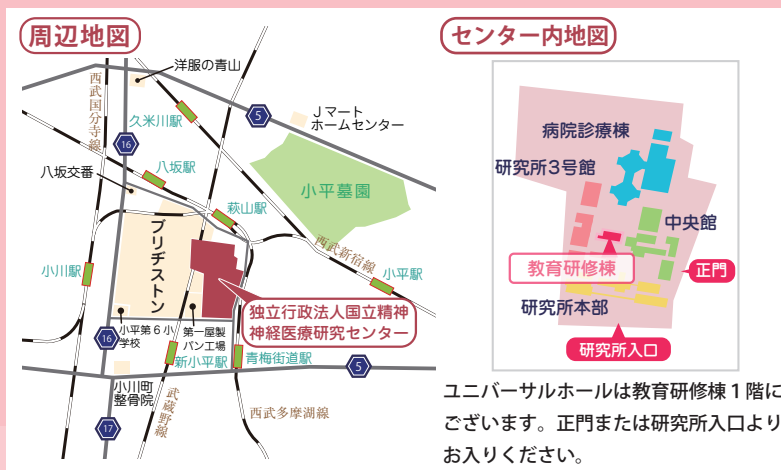 周辺地図
洋服の青山
西武国分寺線
久米川駅
5
Jマート
ホームセンター
16
八坂駅
八坂交番
萩山駅
小平墓園
ブリヂストン
西武新宿線
小川駅
小平駅
独立行政法人国立精神
神経医療研究センター
小平第6小
学校
第一屋製
パン工場
16
新小平駅
青梅街道駅
5
小川町
整骨院
武蔵野線
西武多摩湖線
17
センター内地図
病院診療棟
研究所3号館
中央館
教育研修棟
正門
研究所本部
研究所入口
ユニバーサルホールは教育研修棟1階に
ございます。正門または研究所入口より
お入りください。